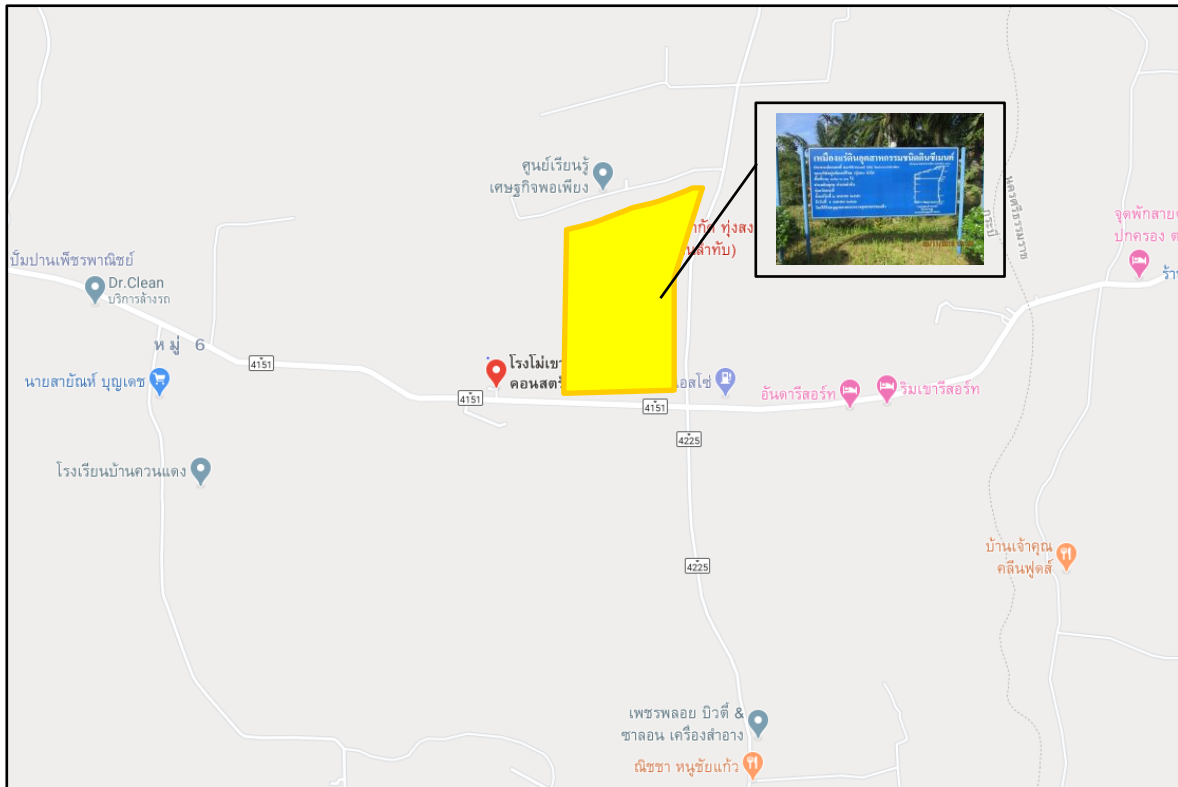 เหมืองแร่ดินอุตสาหกรรมชนิดดินซีเมนต์
ศูนย์เรียนรู้
เศรษฐกิจพอเพียง
นครศรีธรรมราช
กระบี่
ทุ่งสง
จุดพักสาย
ปกครอง ต
ร้า
ปั๊มปานเพ็ชรพาณิชย์
Dr.Clean
บริการล้างรถ
หมู่ 6
4151
นายสายัณห์ บุญเดช
โรงโม่เขา
คอนสตรั
4151
4151
เอสโซ่
อันดารีสอร์ท
ริมเขารีสอร์ท
4225
โรงเรียนบ้านควนแดง
4225
บ้านเจ้าคุณ
คลีนฟูดส์
เพชรพลอย บิวตี้ &
ซาลอน เครื่องสำอาง
ณิชชา หนูชัยแก้ว